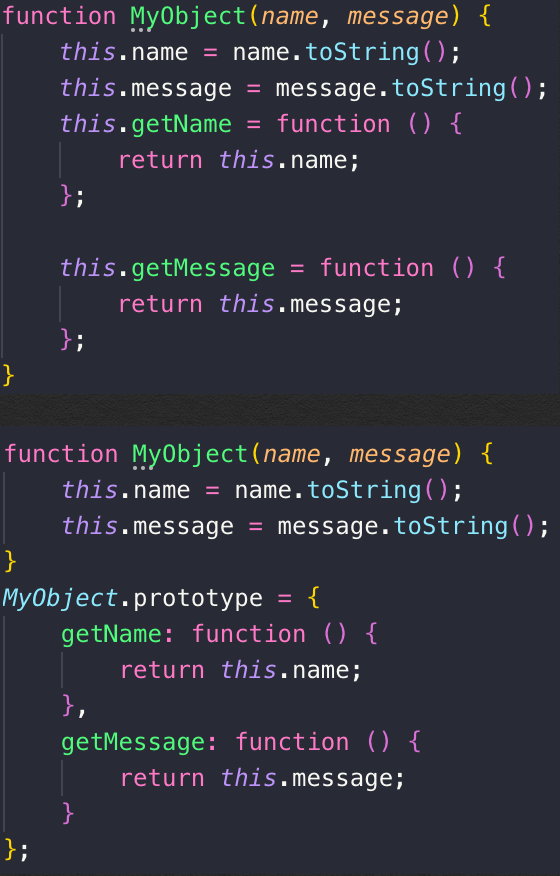 function MyObject(name, message) {
    this.name = name.toString();
    this.message = message.toString();
    this.getName = function () {
        return this.name;
    };

    this.getMessage = function () {
        return this.message;
    };
}

function MyObject(name, message) {
    this.name = name.toString();
    this.message = message.toString();
}
MyObject.prototype = {
    getName: function () {
        return this.name;
    },
    getMessage: function () {
        return this.message;
    }
};